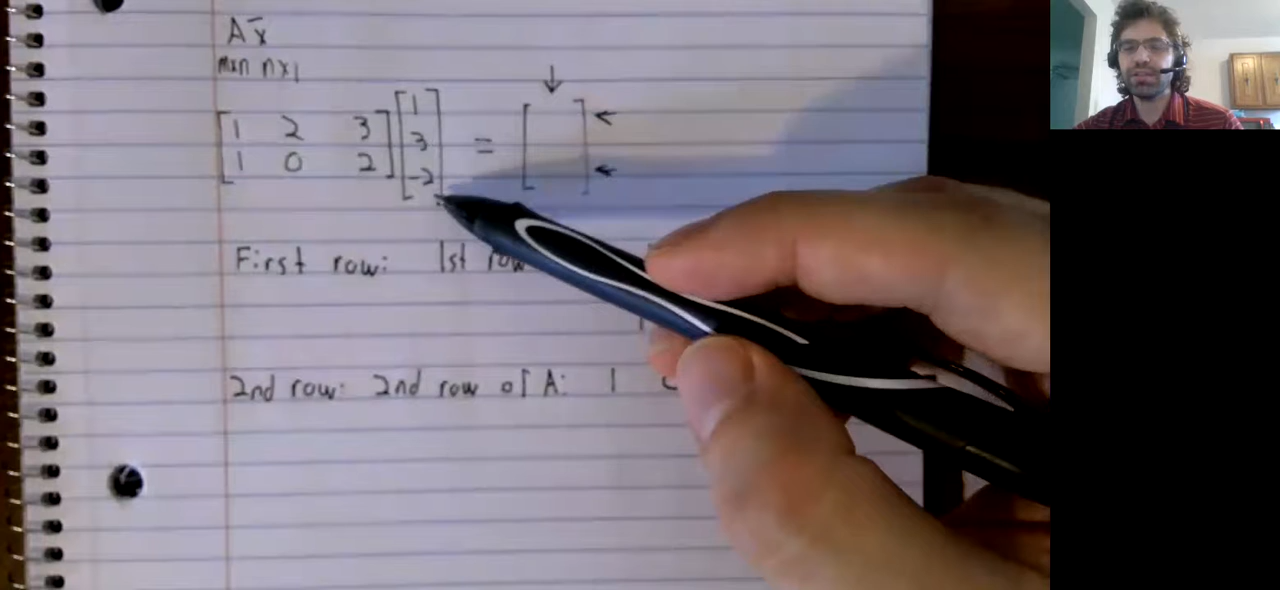 Ax̄
mxn nx1
[1 2 3] [1]
[1 0 2] [3] = [ ]
[-2]
First row: 1st row
2nd row: 2nd row of A: 1